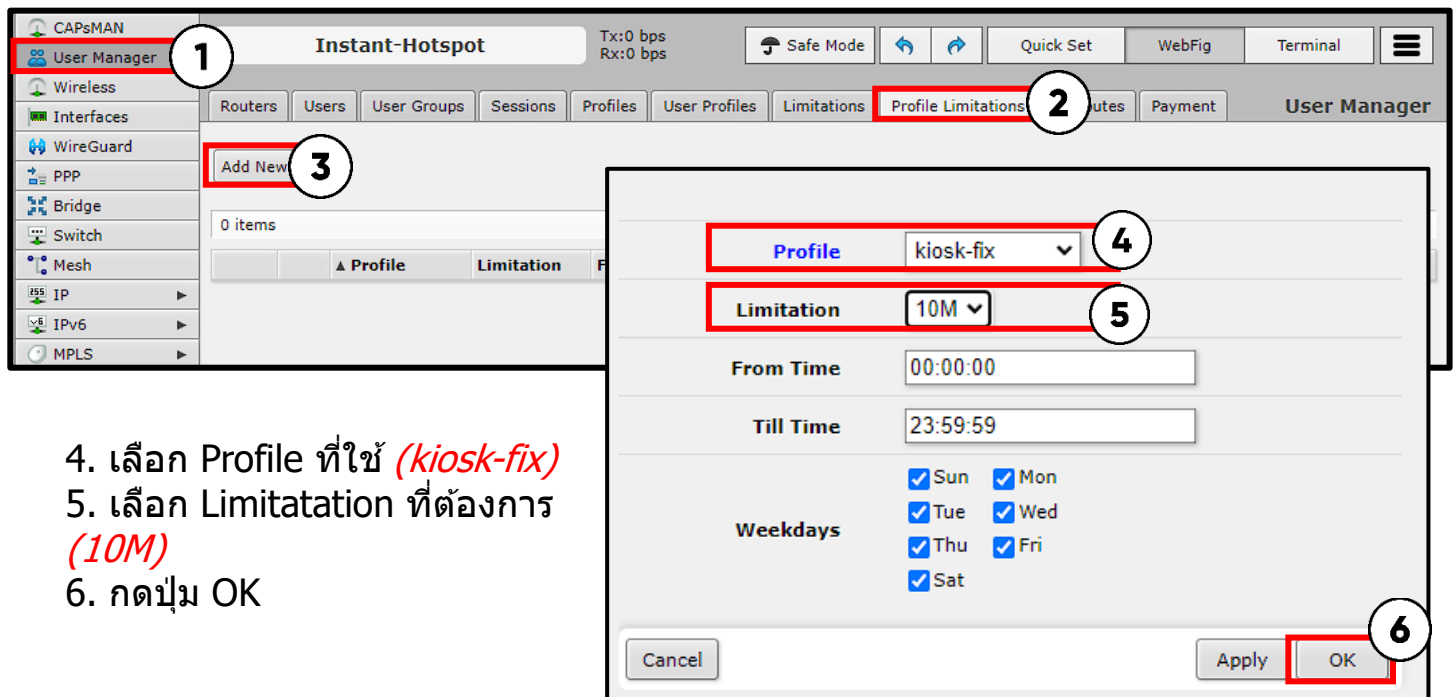 CAPsMAN
User Manager
Wireless
Interfaces
WireGuard
PPP
Bridge
Switch
Mesh
IP
IPv6
MPLS
1
Instant-Hotspot
Tx:0 bps
Rx:0 bps
Safe Mode
Quick Set
WebFig
Terminal
Routers Users User Groups Sessions Profiles User Profiles Limitations Profile Limitations 2 utes Payment User Manager
Add New 3
0 items
▲ Profile Limitation F
Profile kiosk-fix 4
Limitation 10M 5
From Time 00:00:00
Till Time 23:59:59
Weekdays
Sun Mon
Tue Wed
Thu Fri
Sat
Cancel Apply OK 6
4. เลือก Profile ที่ใช้ (kiosk-fix)
5. เลือก Limitatation ที่ต้องการ
(10M)
6. กดปุ่ม OK